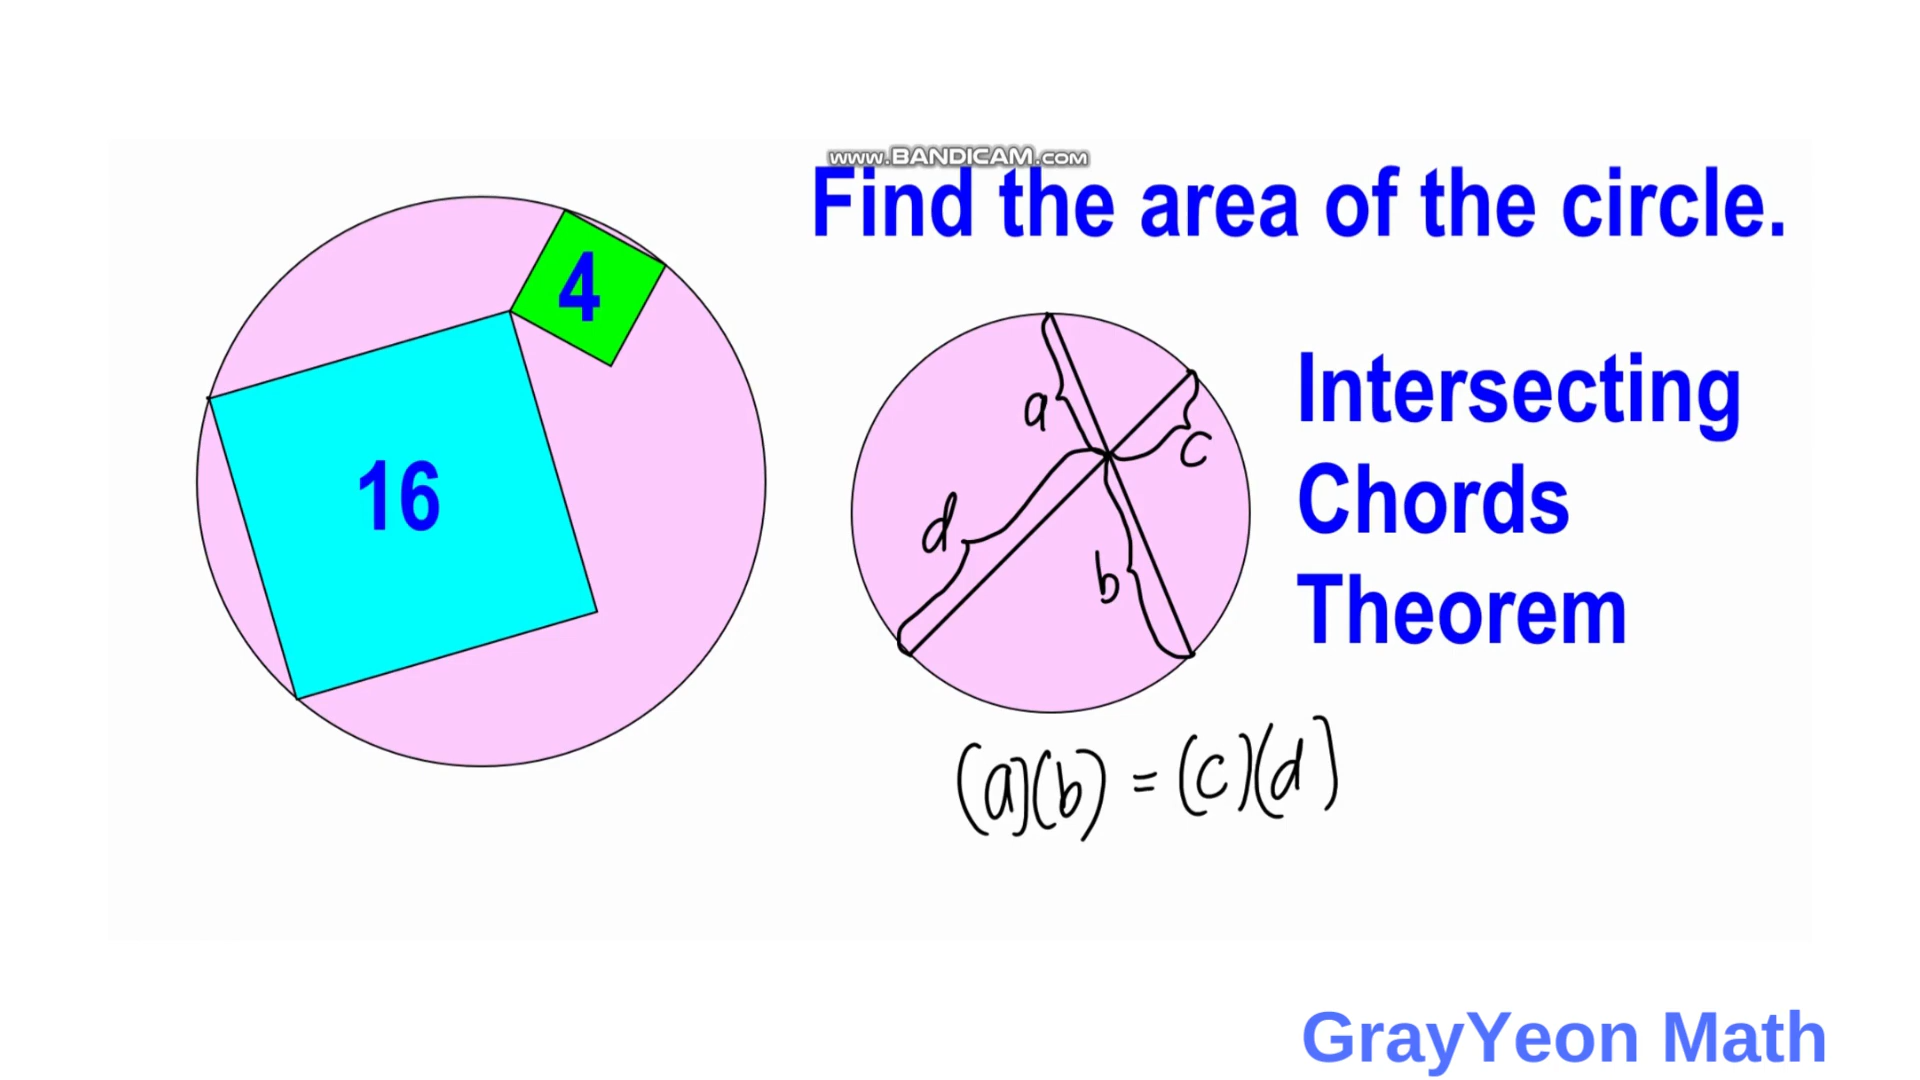 www.BANDICAM.com
Find the area of the circle.
4
16
a
c
d
b
Intersecting
Chords
Theorem
(a)(b) = (c)(d)
GrayYeon Math